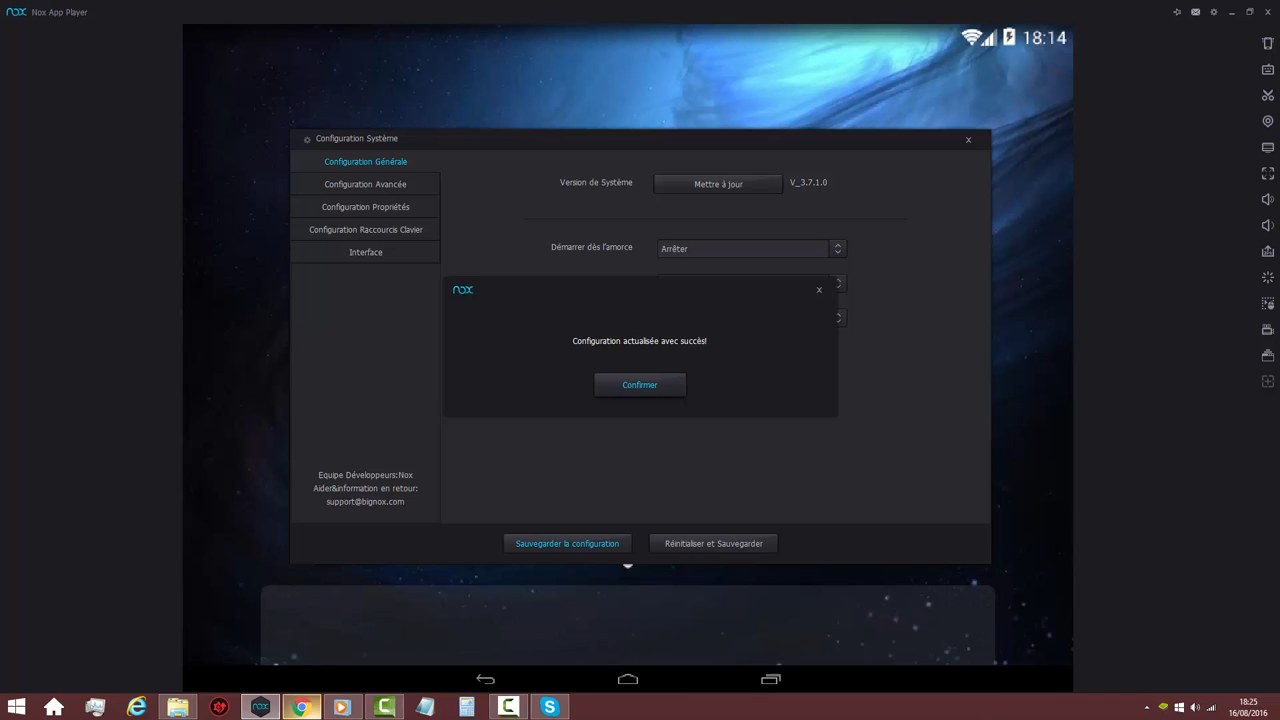 nox Nox App Player
18:14
Configuration Système
Configuration Générale
Configuration Avancée
Configuration Propriétés
Configuration Raccourcis Clavier
Interface
Version de Système
Mettre à jour
V_3.7.1.0
Démarrer dès l'amorce
Arrêter
nox
Configuration actualisée avec succès!
Confirmer
Equipe Développeurs:Nox
Aider&information en retour:
support@bignox.com
Sauvegarder la configuration
Réinitialiser et Sauvegarder
nox
18:25
16/08/2016